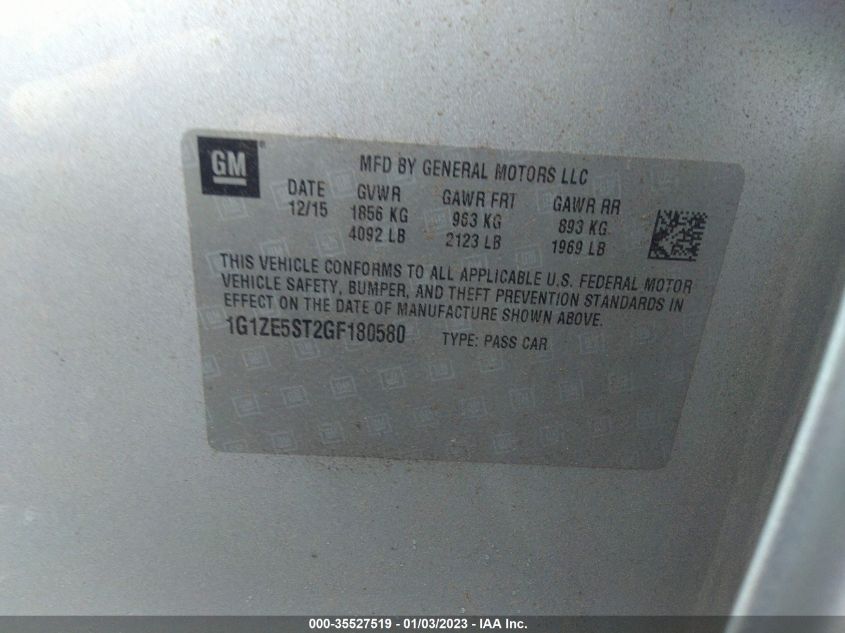 GM
MFD BY GENERAL MOTORS LLC
DATE GVWR GAWR FRT GAWR RR
12/15 1856 KG 963 KG 893 KG
4092 LB 2123 LB 1969 LB
THIS VEHICLE CONFORMS TO ALL APPLICABLE U.S. FEDERAL MOTOR
VEHICLE SAFETY, BUMPER, AND THEFT PREVENTION STANDARDS IN
EFFECT ON THE DATE OF MANUFACTURE SHOWN ABOVE.
1G1ZE5ST2GF180580 TYPE: PASS CAR
000-35527519 - 01/03/2023 - IAA Inc.